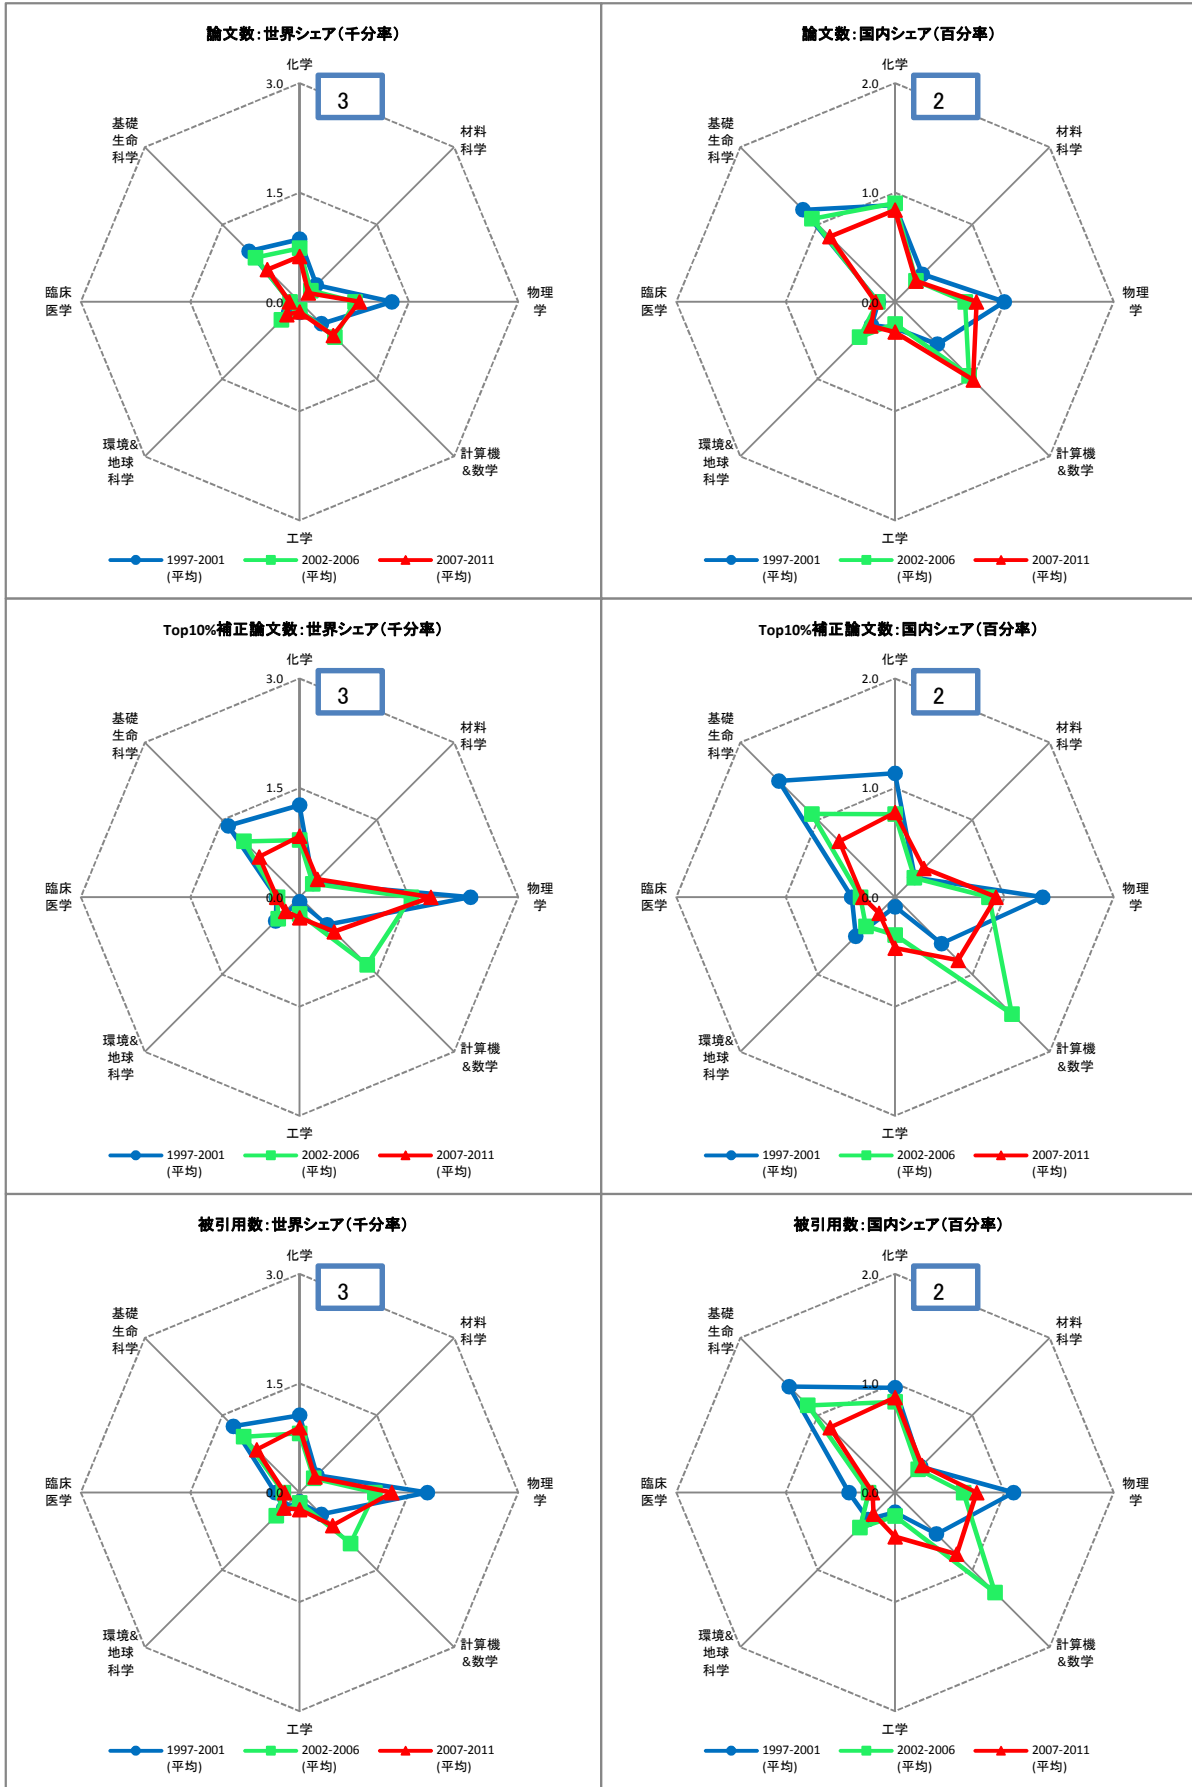 論文数：世界シェア（千分率）
化学
3.0
3
材料
科学
基礎
生命
科学
1.5
臨床
医学
0.0
物理
学
環境&
地球
科学
計算機
&数学
工学
1997-2001
(平均)
2002-2006
(平均)
2007-2011
(平均)
論文数：国内シェア（百分率）
化学
2.0
2
材料
科学
基礎
生命
科学
1.0
臨床
医学
0.0
物理
学
環境&
地球
科学
計算機
&数学
工学
1997-2001
(平均)
2002-2006
(平均)
2007-2011
(平均)
Top10%補正論文数：世界シェア（千分率）
化学
3.0
3
材料
科学
基礎
生命
科学
1.5
臨床
医学
0.0
物理
学
環境&
地球
科学
計算機
&数学
工学
1997-2001
(平均)
2002-2006
(平均)
2007-2011
(平均)
Top10%補正論文数：国内シェア（百分率）
化学
2.0
2
材料
科学
基礎
生命
科学
1.0
臨床
医学
0.0
物理
学
環境&
地球
科学
計算機
&数学
工学
1997-2001
(平均)
2002-2006
(平均)
2007-2011
(平均)
被引用数：世界シェア（千分率）
化学
3.0
3
材料
科学
基礎
生命
科学
1.5
臨床
医学
0.0
物理
学
環境&
地球
科学
計算機
&数学
工学
1997-2001
(平均)
2002-2006
(平均)
2007-2011
(平均)
被引用数：国内シェア（百分率）
化学
2.0
2
材料
科学
基礎
生命
科学
1.0
臨床
医学
0.0
物理
学
環境&
地球
科学
計算機
&数学
工学
1997-2001
(平均)
2002-2006
(平均)
2007-2011
(平均)